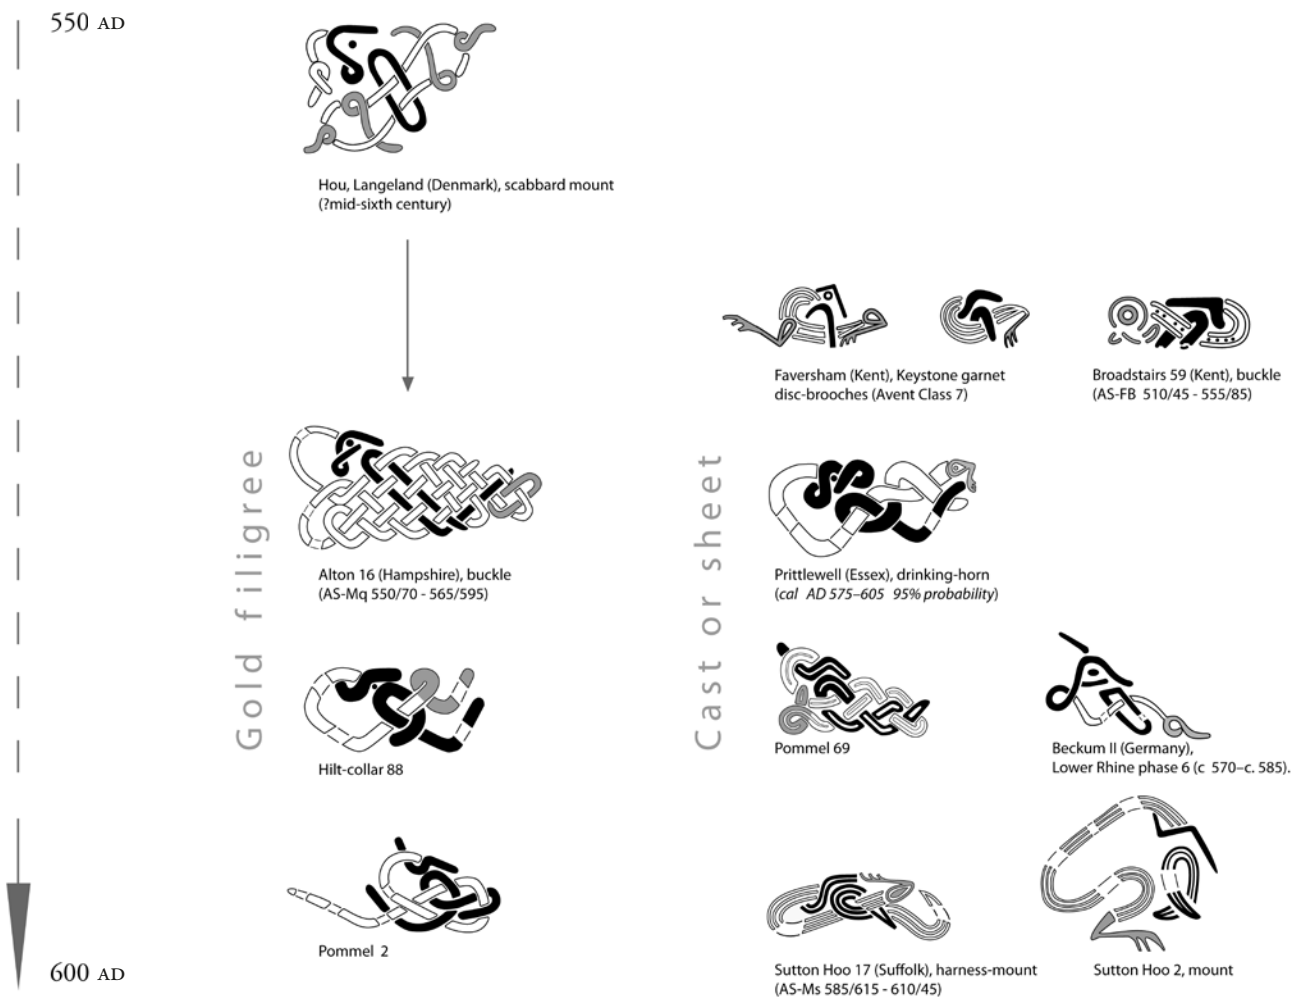 550 AD
Hou, Langeland (Denmark), scabbard mount
(?mid-sixth century)
Faversham (Kent), Keystone garnet
disc-brooches (Avent Class 7)
Broadstairs 59 (Kent), buckle
(AS-FB 510/45 - 555/85)
Gold filigree
Cast or sheet
Alton 16 (Hampshire), buckle
(AS-Mq 550/70 - 565/595)
Prittlewell (Essex), drinking-horn
(cal AD 575–605 95% probability)
Hilt-collar 88
Pommel 69
Beckum II (Germany),
Lower Rhine phase 6 (c 570–c. 585).
Pommel 2
Sutton Hoo 17 (Suffolk), harness-mount
(AS-Ms 585/615 - 610/45)
Sutton Hoo 2, mount
600 AD